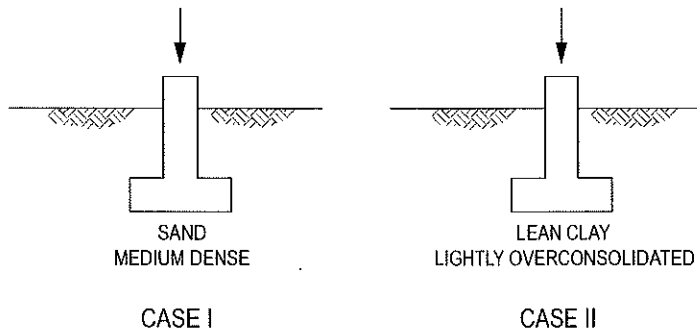 SAND
MEDIUM DENSE
CASE I
LEAN CLAY
LIGHTLY OVERCONSOLIDATED
CASE II